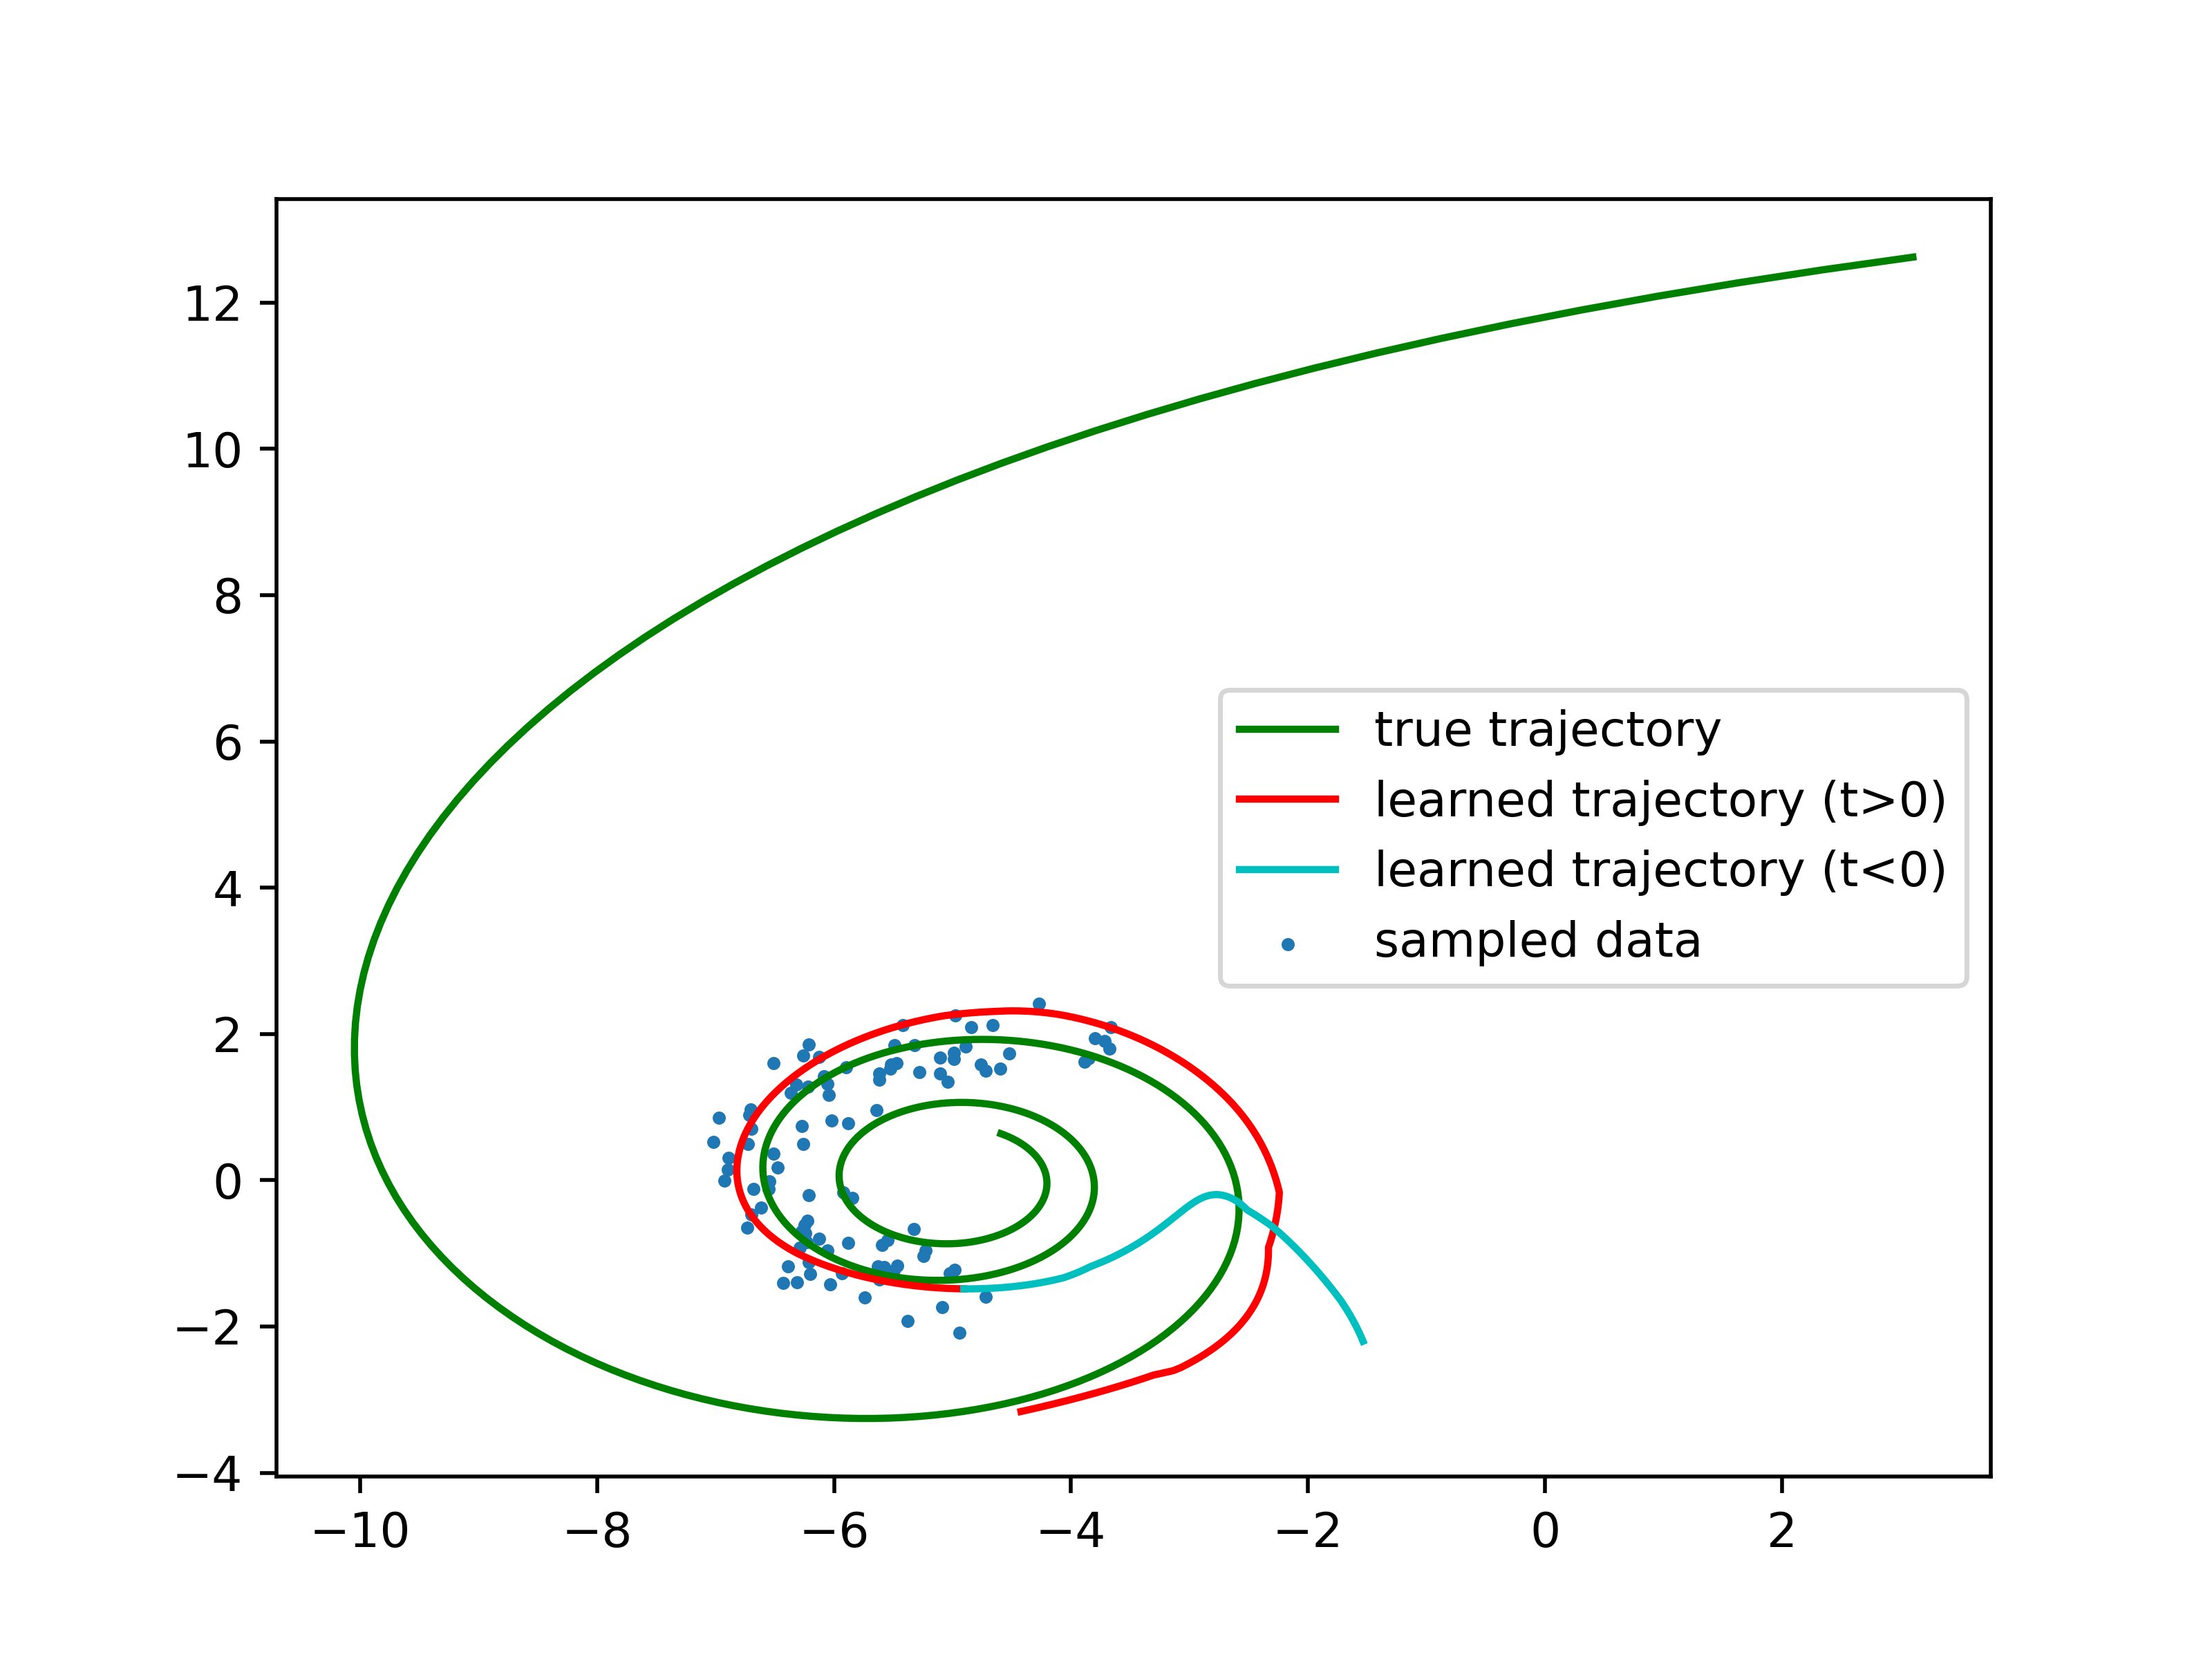 12
10
8
6
4
2
0
−2
−4
true trajectory
learned trajectory (t>0)
learned trajectory (t<0)
sampled data
−10 −8 −6 −4 −2 0 2